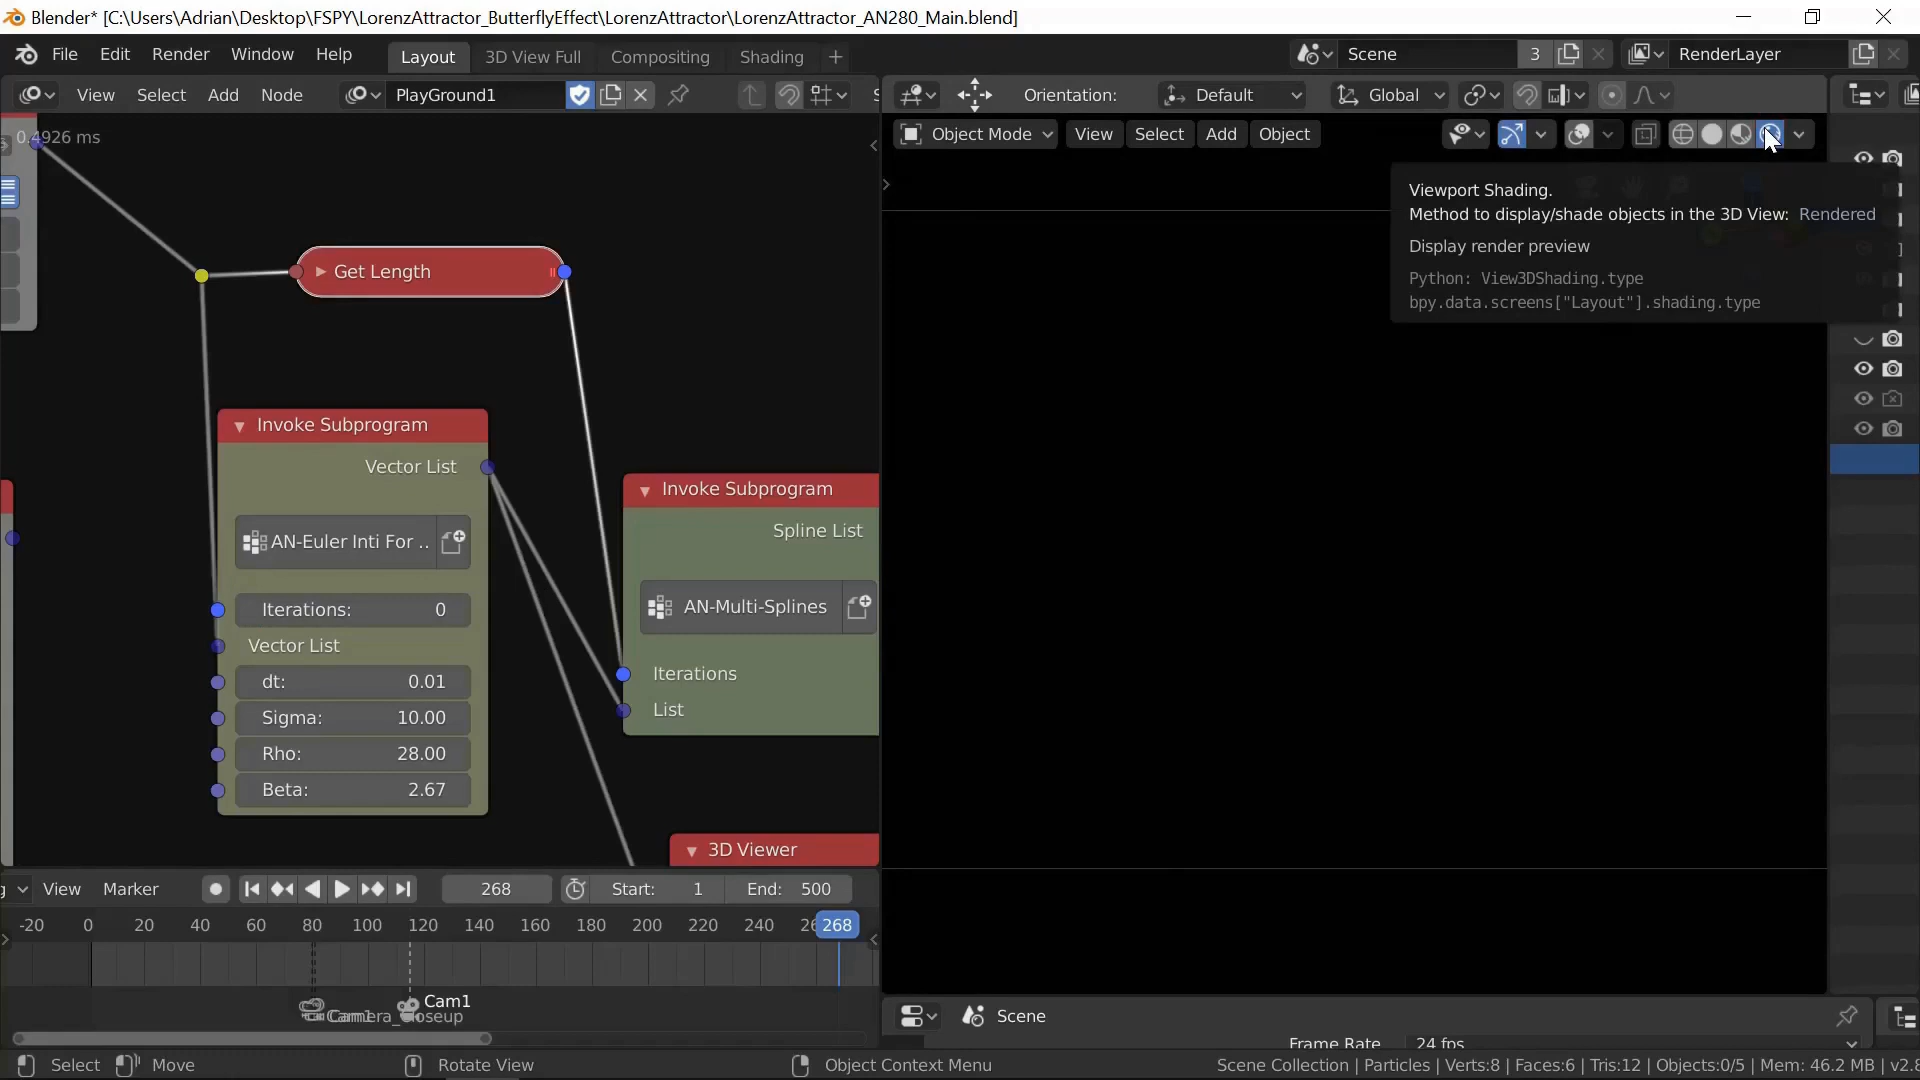 Blender* [C:\Users\Adrian\Desktop\FSPY\LorenzAttractor_ButterflyEffect\LorenzAttractor\LorenzAttractor_AN280_Main.blend]
File Edit Render Window Help Layout 3D View Full Compositing Shading + Scene 3 RenderLayer
View Select Add Node PlayGround1 Orientation: Default Global
Object Mode View Select Add Object
0.4926 ms
Viewport Shading.
Method to display/shade objects in the 3D View: Rendered
Display render preview
Python: View3DShading.type
bpy.data.screens["Layout"].shading.type
Get Length
Invoke Subprogram
Vector List
AN-Euler Inti For ..
Iterations: 0
Vector List
dt: 0.01
Sigma: 10.00
Rho: 28.00
Beta: 2.67
Invoke Subprogram
Spline List
AN-Multi-Splines
Iterations
List
3D Viewer
View Marker 268 Start: 1 End: 500
-20 0 20 40 60 80 100 120 140 160 180 200 220 240 268
Cam1
Scene
Frame Rate 24 fps
Select Move Rotate View Object Context Menu Scene Collection | Particles | Verts:8 | Faces:6 | Tris:12 | Objects:0/5 | Mem: 46.2 MB | v2.8